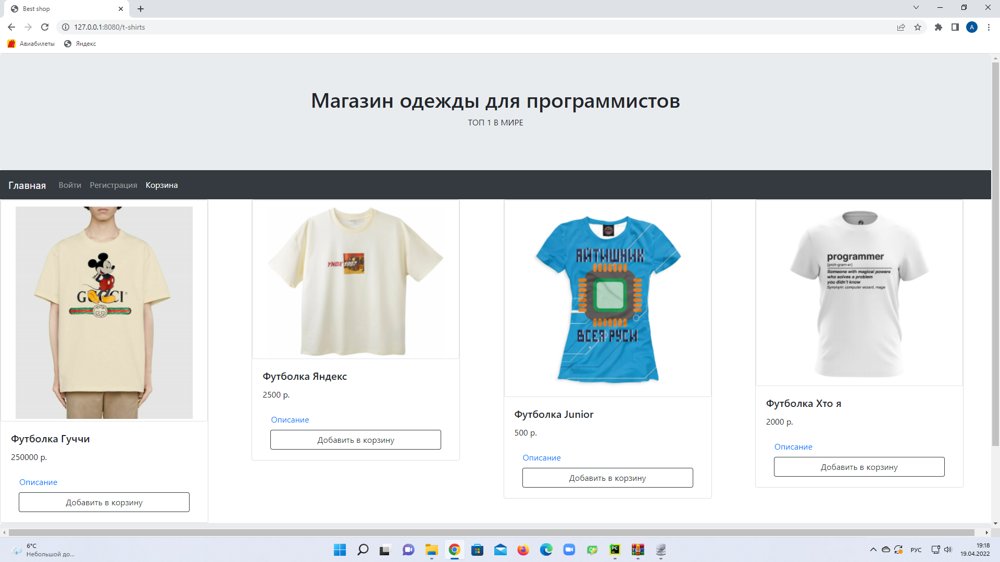 Best shop
127.0.0.1:8080/t-shirts
A
Авиабилеты
Яндекс
Магазин одежды для программистов
ТОП 1 В МИРЕ
Главная
Войти
Регистрация
Корзина
GUCCI
Футболка Гуччи
250000 р.
Описание
Добавить в корзину
YNDX 1997
Футболка Яндекс
2500 р.
Описание
Добавить в корзину
АЙТИШНИК
ВСЕЯ РУСИ
Футболка Junior
500 р.
Описание
Добавить в корзину
programmer
[proh-gram-er]
Someone with magical powers
who solves a problem
you didn't know
Synonym: computer wizard, mage
Футболка Хто я
2000 р.
Описание
Добавить в корзину
6°C
Небольшой до...
PC
РУС
19:18
19.04.2022